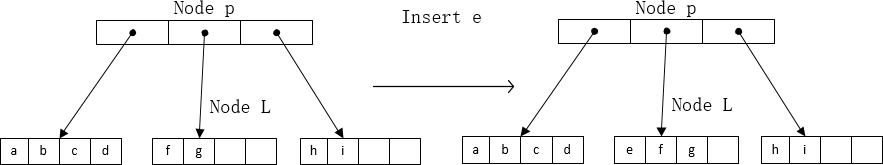 Node p
Insert e
Node p
Node L
Node L
a b c d
f g
h i
a b c d
e f g
h i